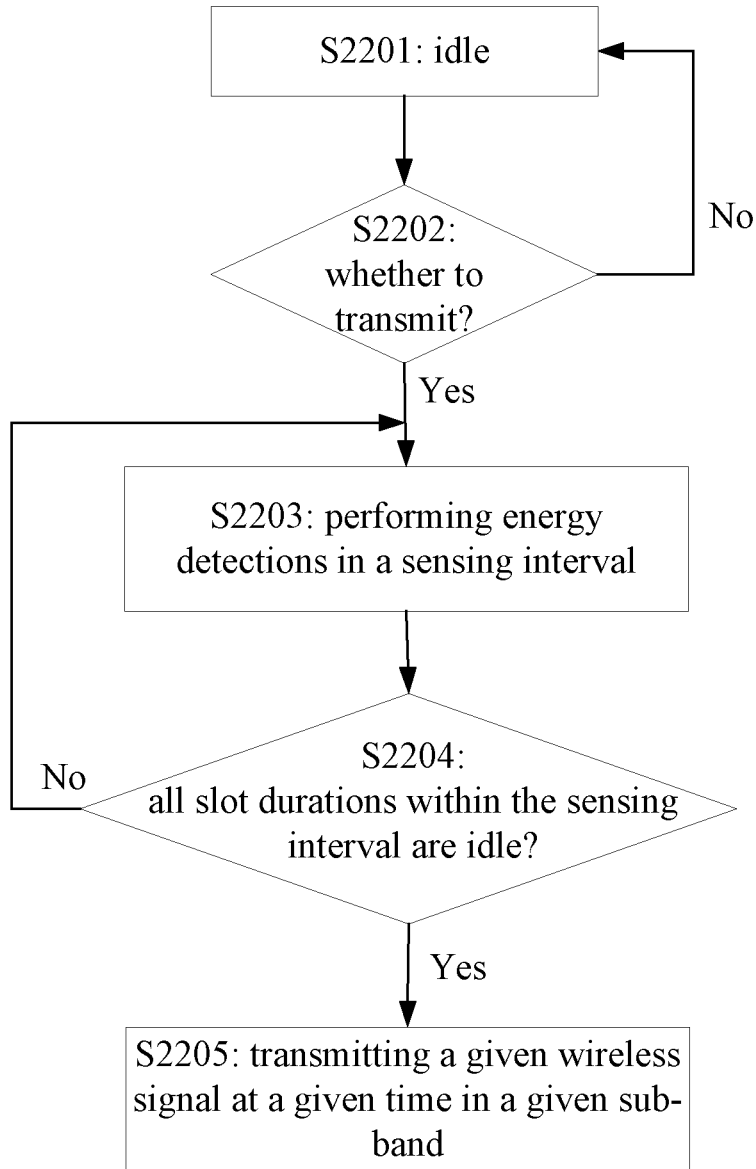 S2201: idle
No
S2202:
whether to
transmit?
Yes
S2203: performing energy
detections in a sensing interval
No
S2204:
all slot durations within the sensing
interval are idle?
Yes
S2205: transmitting a given wireless
signal at a given time in a given sub-
band